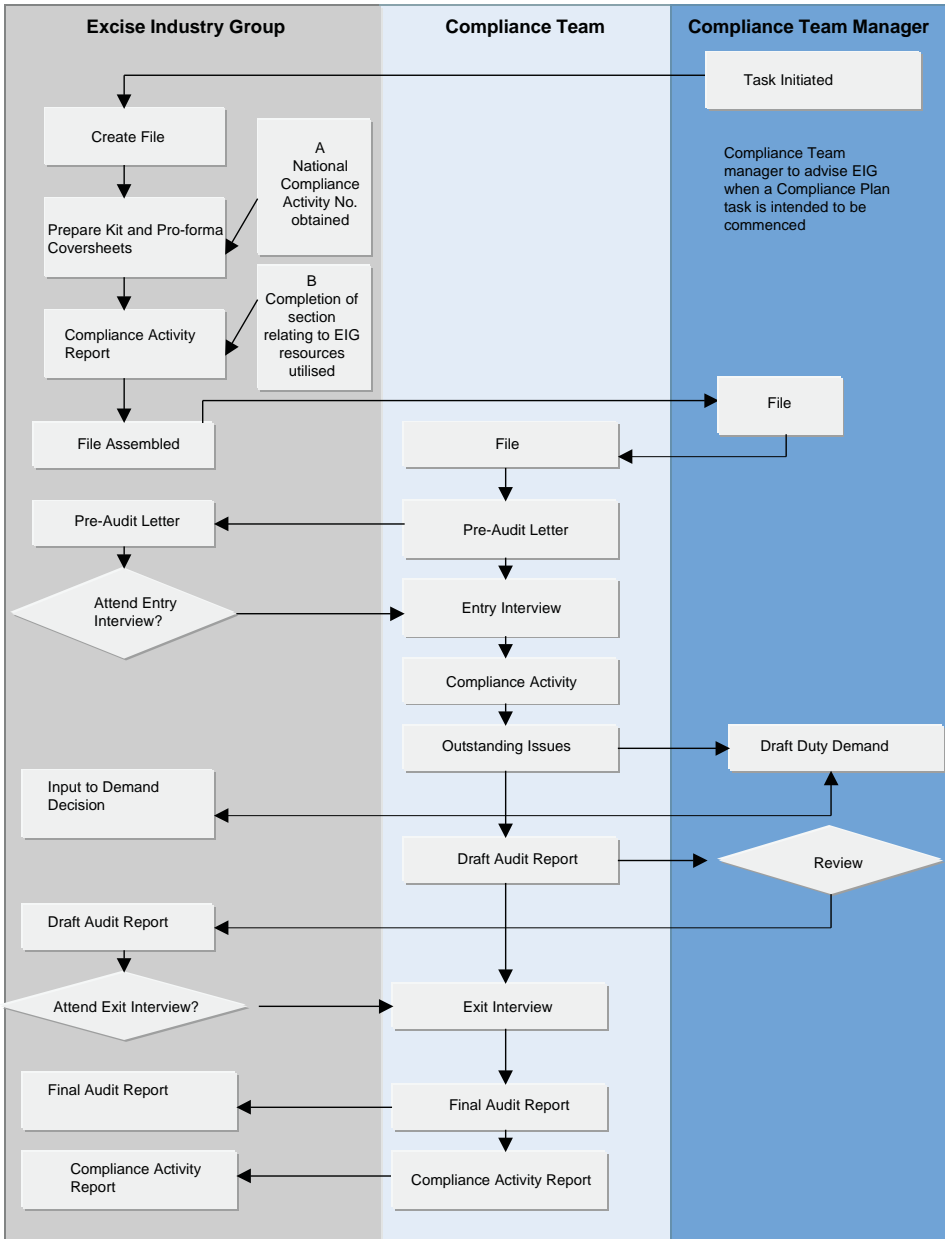 Excise Industry Group
Compliance Team
Compliance Team Manager
Task Initiated
Create File
A
National
Compliance
Activity No.
obtained
Compliance Team
manager to advise EIG
when a Compliance Plan
task is intended to be
commenced
Prepare Kit and Pro-forma
Coversheets
B
Completion of
section
relating to EIG
resources
utilised
Compliance Activity
Report
File
File Assembled
File
Pre-Audit Letter
Pre-Audit Letter
Attend Entry
Interview?
Entry Interview
Compliance Activity
Outstanding Issues
Draft Duty Demand
Input to Demand
Decision
Draft Audit Report
Review
Draft Audit Report
Attend Exit Interview?
Exit Interview
Final Audit Report
Final Audit Report
Compliance Activity
Report
Compliance Activity Report